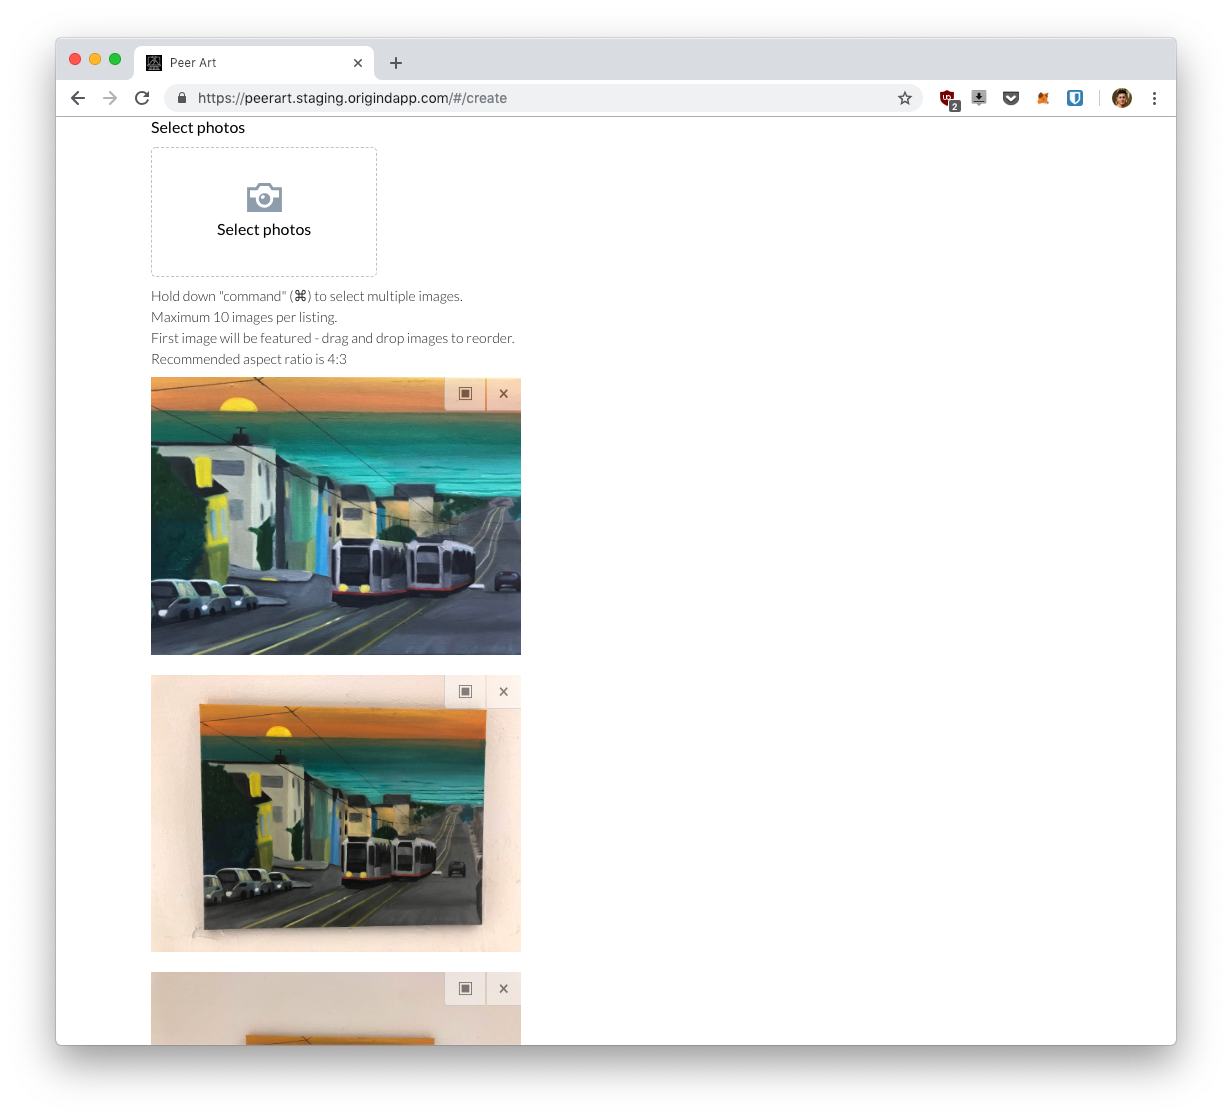 Peer Art
https://peerart.staging.origindapp.com/#/create
2
Select photos
Select photos
Hold down "command" (⌘) to select multiple images.
Maximum 10 images per listing.
First image will be featured - drag and drop images to reorder.
Recommended aspect ratio is 4:3